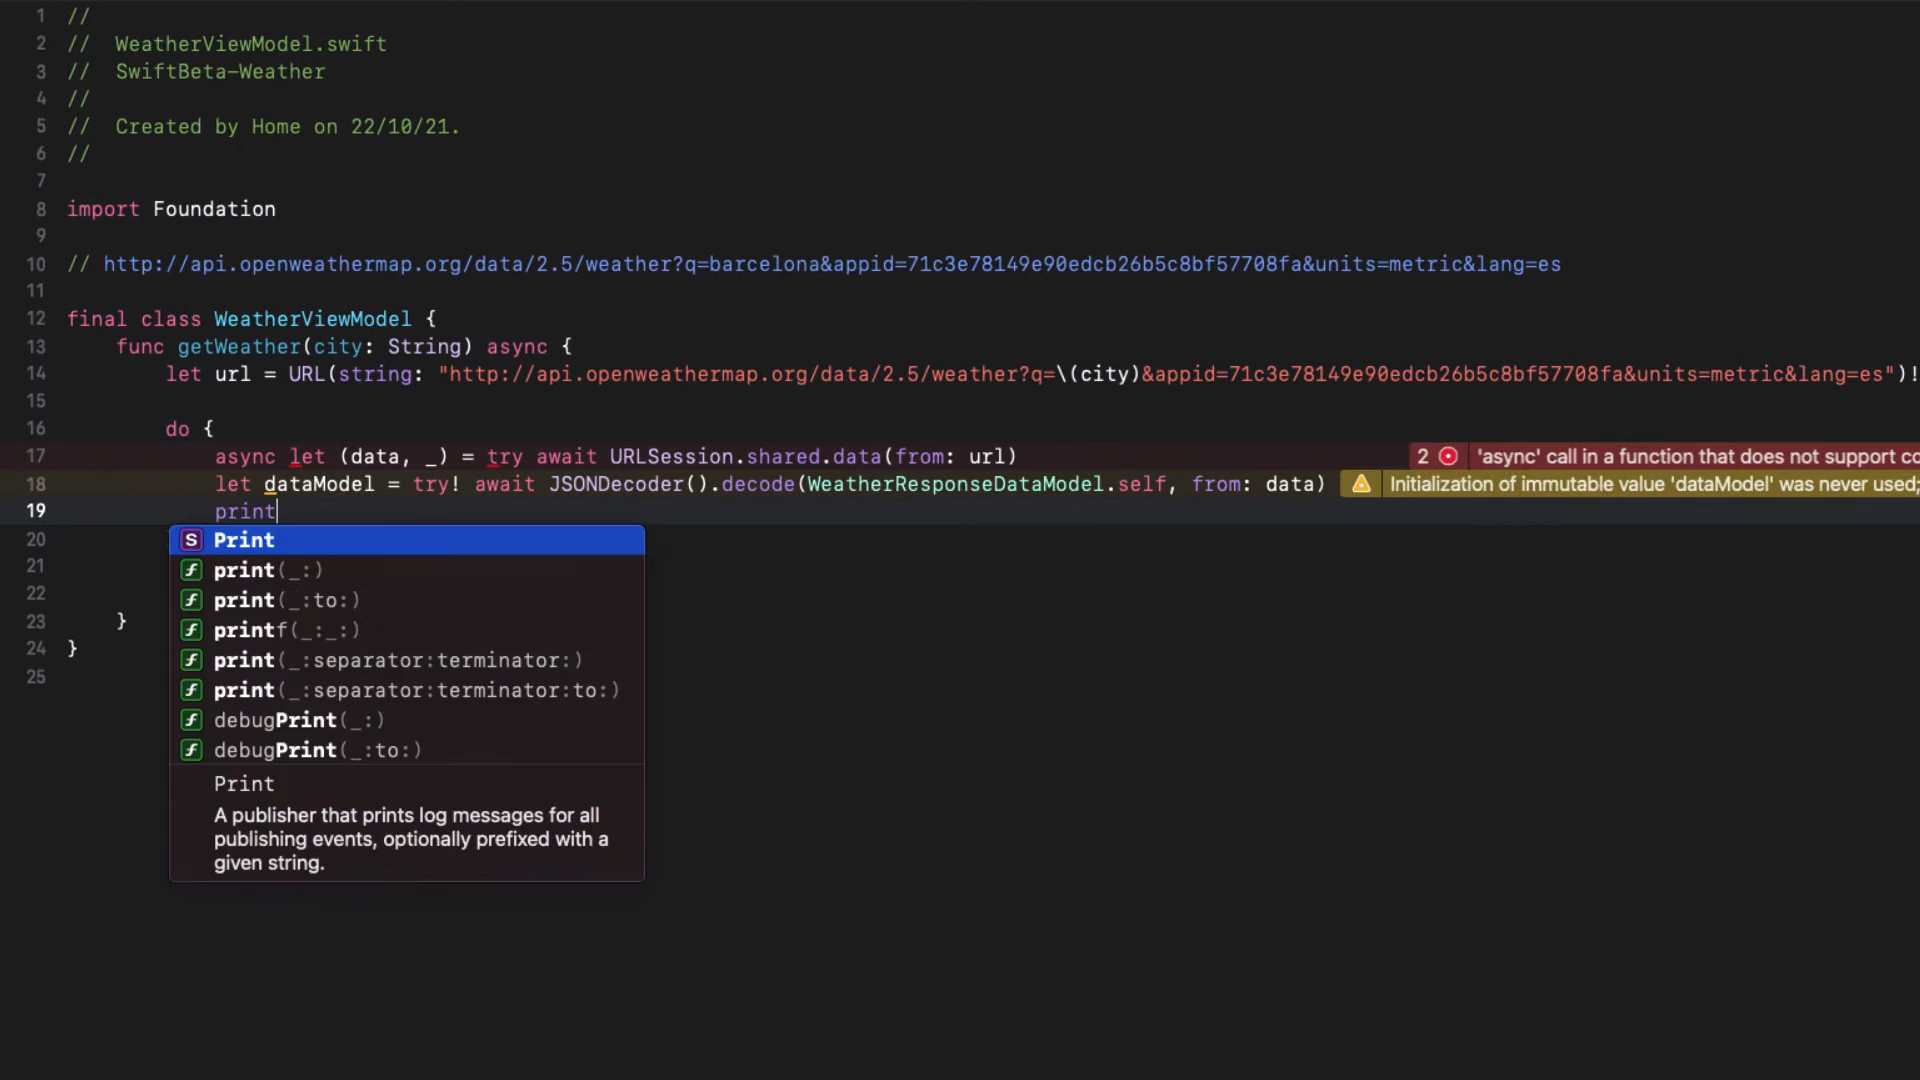 1 //
2 //  WeatherViewModel.swift
3 //  SwiftBeta-Weather
4 //
5 //  Created by Home on 22/10/21.
6 //
7
8 import Foundation
9
10 // http://api.openweathermap.org/data/2.5/weather?q=barcelona&appid=71c3e78149e90edcb26b5c8bf57708fa&units=metric&lang=es
11
12 final class WeatherViewModel {
13     func getWeather(city: String) async {
14         let url = URL(string: "http://api.openweathermap.org/data/2.5/weather?q=\(city)&appid=71c3e78149e90edcb26b5c8bf57708fa&units=metric&lang=es")!
15
16         do {
17             async let (data, _) = try await URLSession.shared.data(from: url) 2 'async' call in a function that does not support co
18             let dataModel = try! await JSONDecoder().decode(WeatherResponseDataModel.self, from: data) Initialization of immutable value 'dataModel' was never used;
19             print
20 S Print
21 f print(_:)
f print(_:to:)
22 f printf(_:_:)
23     }
24 }
f print(_:separator:terminator:)
25 f print(_:separator:terminator:to:)
f debugPrint(_:)
f debugPrint(_:to:)
Print
A publisher that prints log messages for all
publishing events, optionally prefixed with a
given string.